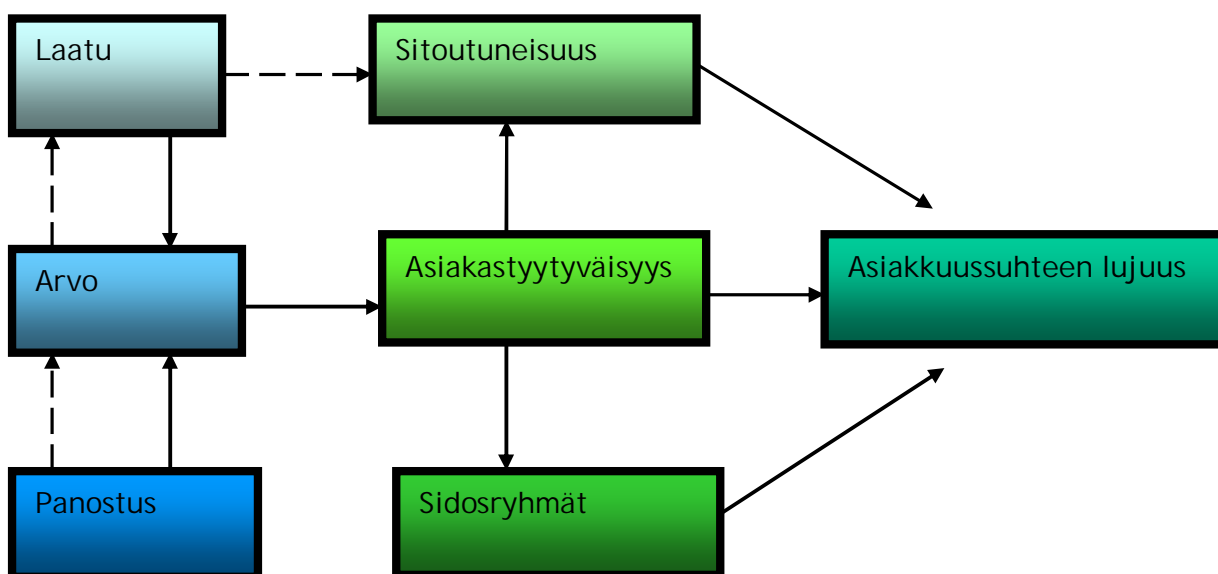 Laatu
Sitoutuneisuus
Arvo
Asiakastyytyväisyys
Asiakkuussuhteen lujuus
Panostus
Sidosryhmät